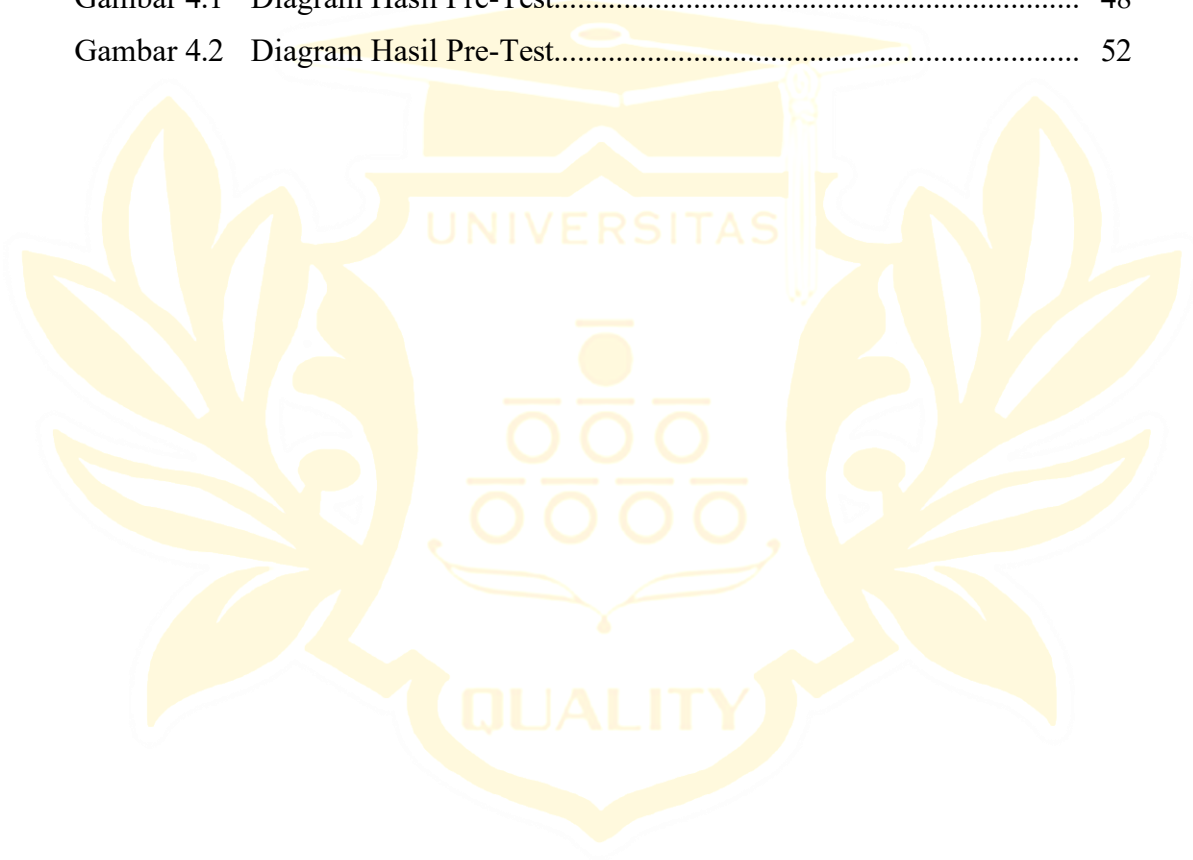 Gambar 4.1 Diagram Hasil Pre-Test.................................................................... 48
Gambar 4.2 Diagram Hasil Pre-Test.................................................................... 52
UNIVERSITAS
QUALITY